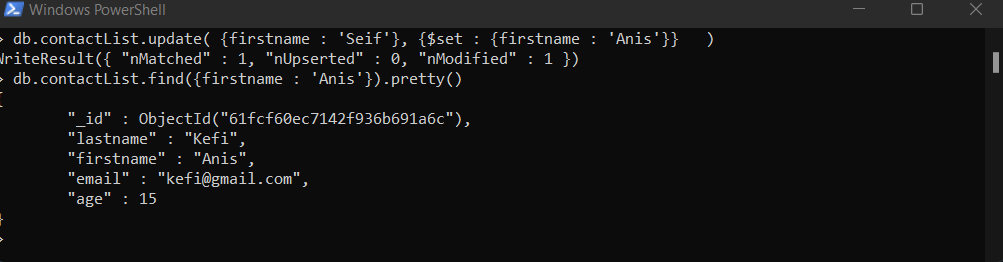 Windows PowerShell
> db.contactList.update( {firstname : 'Seif'}, {$set : {firstname : 'Anis'}}   )
WriteResult({ "nMatched" : 1, "nUpserted" : 0, "nModified" : 1 })
> db.contactList.find({firstname : 'Anis'}).pretty()
{
        "_id" : ObjectId("61fcf60ec7142f936b691a6c"),
        "lastname" : "Kefi",
        "firstname" : "Anis",
        "email" : "kefi@gmail.com",
        "age" : 15
}
>